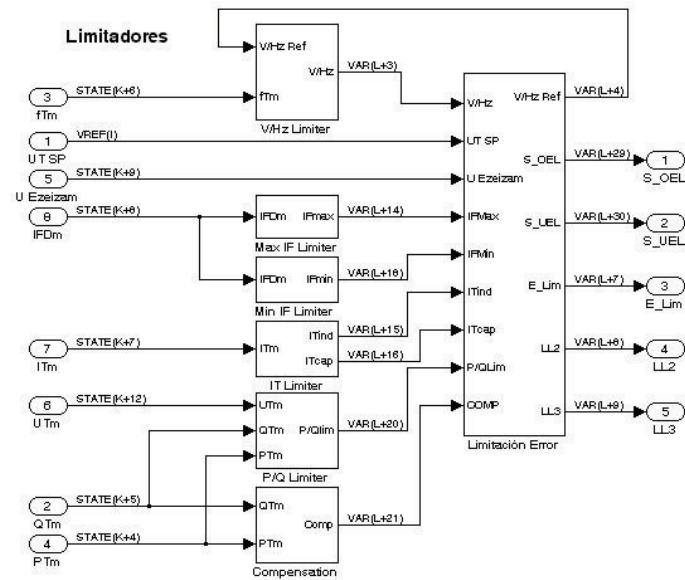 Limitadores
V/Hz Ref
V/Hz
fTm
V/Hz Limiter
VAR(L+3)
VAR(L+4)
3
STATE(K+6)
fTm
1
VREF(I)
UT SP
5
STATE(K+9)
U Ezeizam
8
STATE(K+8)
IFDm
IFDm
IFmax
VAR(L+14)
Max IF Limiter
IFDm
IFmin
VAR(L+18)
Min IF Limiter
7
STATE(K+7)
ITm
ITm
ITind
VAR(L+15)
ITcap
VAR(L+16)
IT Limiter
6
STATE(K+12)
UTm
UTm
QTm
P/Qlim
VAR(L+20)
PTm
P/Q Limiter
2
STATE(K+5)
QTm
4
STATE(K+4)
PTm
QTm
Comp
VAR(L+21)
PTm
Compensation
V/Hz
V/Hz Ref
UT SP
S_OEL
U Ezeizam
IFMax
S_UEL
IFMin
E_Lim
ITind
ITcap
LL2
P/QLim
COMP
LL3
Limitación Error
VAR(L+29)
1
S_OEL
VAR(L+30)
2
S_UEL
VAR(L+7)
3
E_Lim
VAR(L+8)
4
LL2
VAR(L+9)
5
LL3